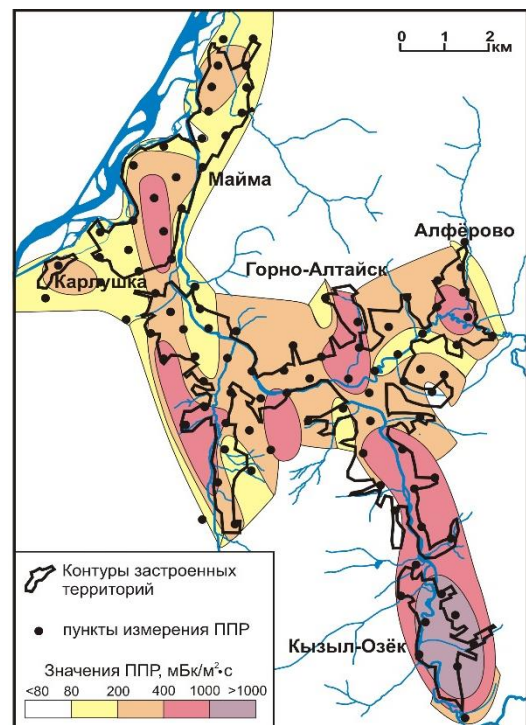 0 1 2
км
Майма
Алфёрово
Горно-Алтайск
Карлушка
Кызыл-Озёк
Контуры застроенных
территорий
пункты измерения ППР
Значения ППР, мБк/м²•с
<80 80 200 400 1000 >1000